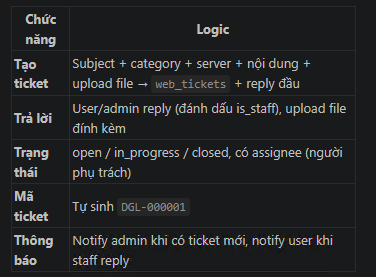 Chức năng
Logic
Tạo ticket
Subject + category + server + nội dung +
upload file → web_tickets + reply đầu
Trả lời
User/admin reply (đánh dấu is_staff), upload file
đính kèm
Trạng thái
open / in_progress / closed, có assignee (người
phụ trách)
Mã ticket
Tự sinh DGL-000001
Thông báo
Notify admin khi có ticket mới, notify user khi
staff reply